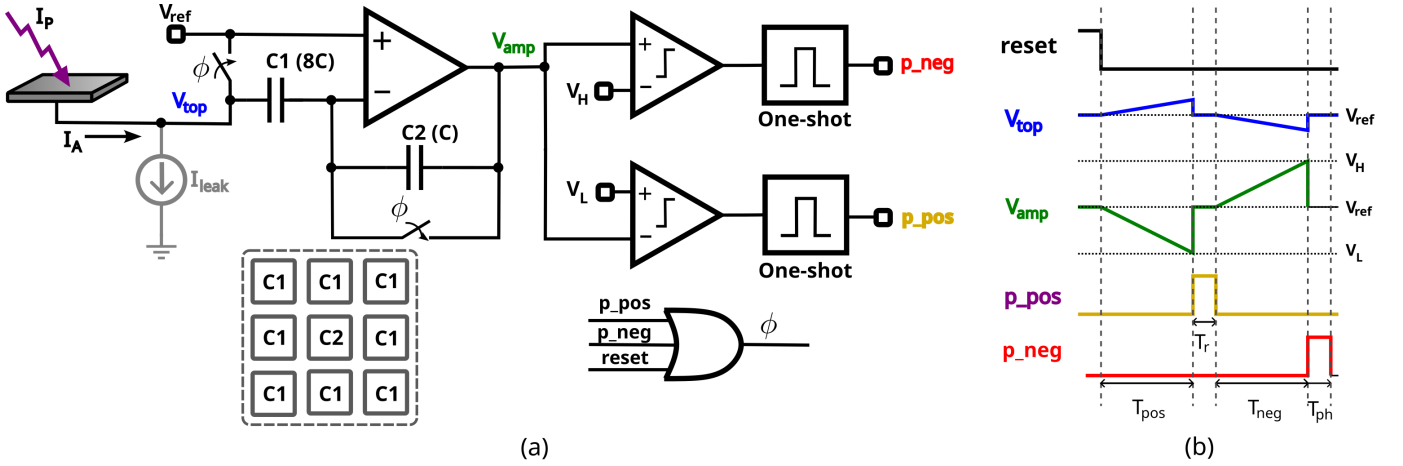 I_P
V_ref
ϕ
C1 (8C)
V_top
I_A
I_leak
+
−
C2 (C)
ϕ
V_amp
+
−
V_H
One-shot
p_neg
V_L
+
−
One-shot
p_pos
C1 C1 C1
C1 C2 C1
C1 C1 C1
p_pos
p_neg
reset
ϕ
(a)
reset
V_top
V_ref
V_H
V_amp
V_ref
V_L
p_pos
T_r
p_neg
T_pos T_neg T_ph
(b)